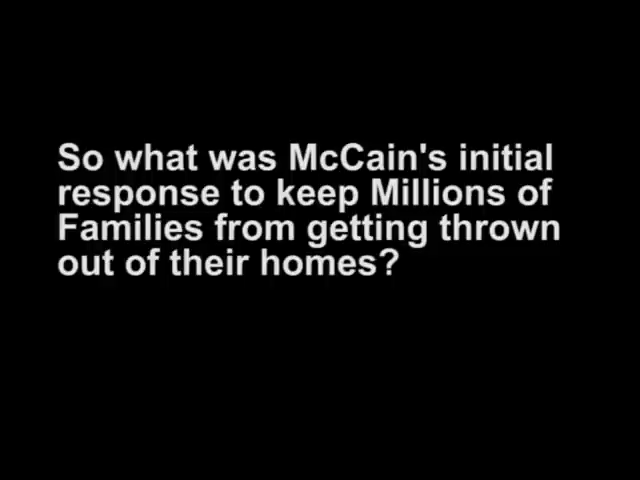 So what was McCain's initial
response to keep Millions of
Families from getting thrown
out of their homes?